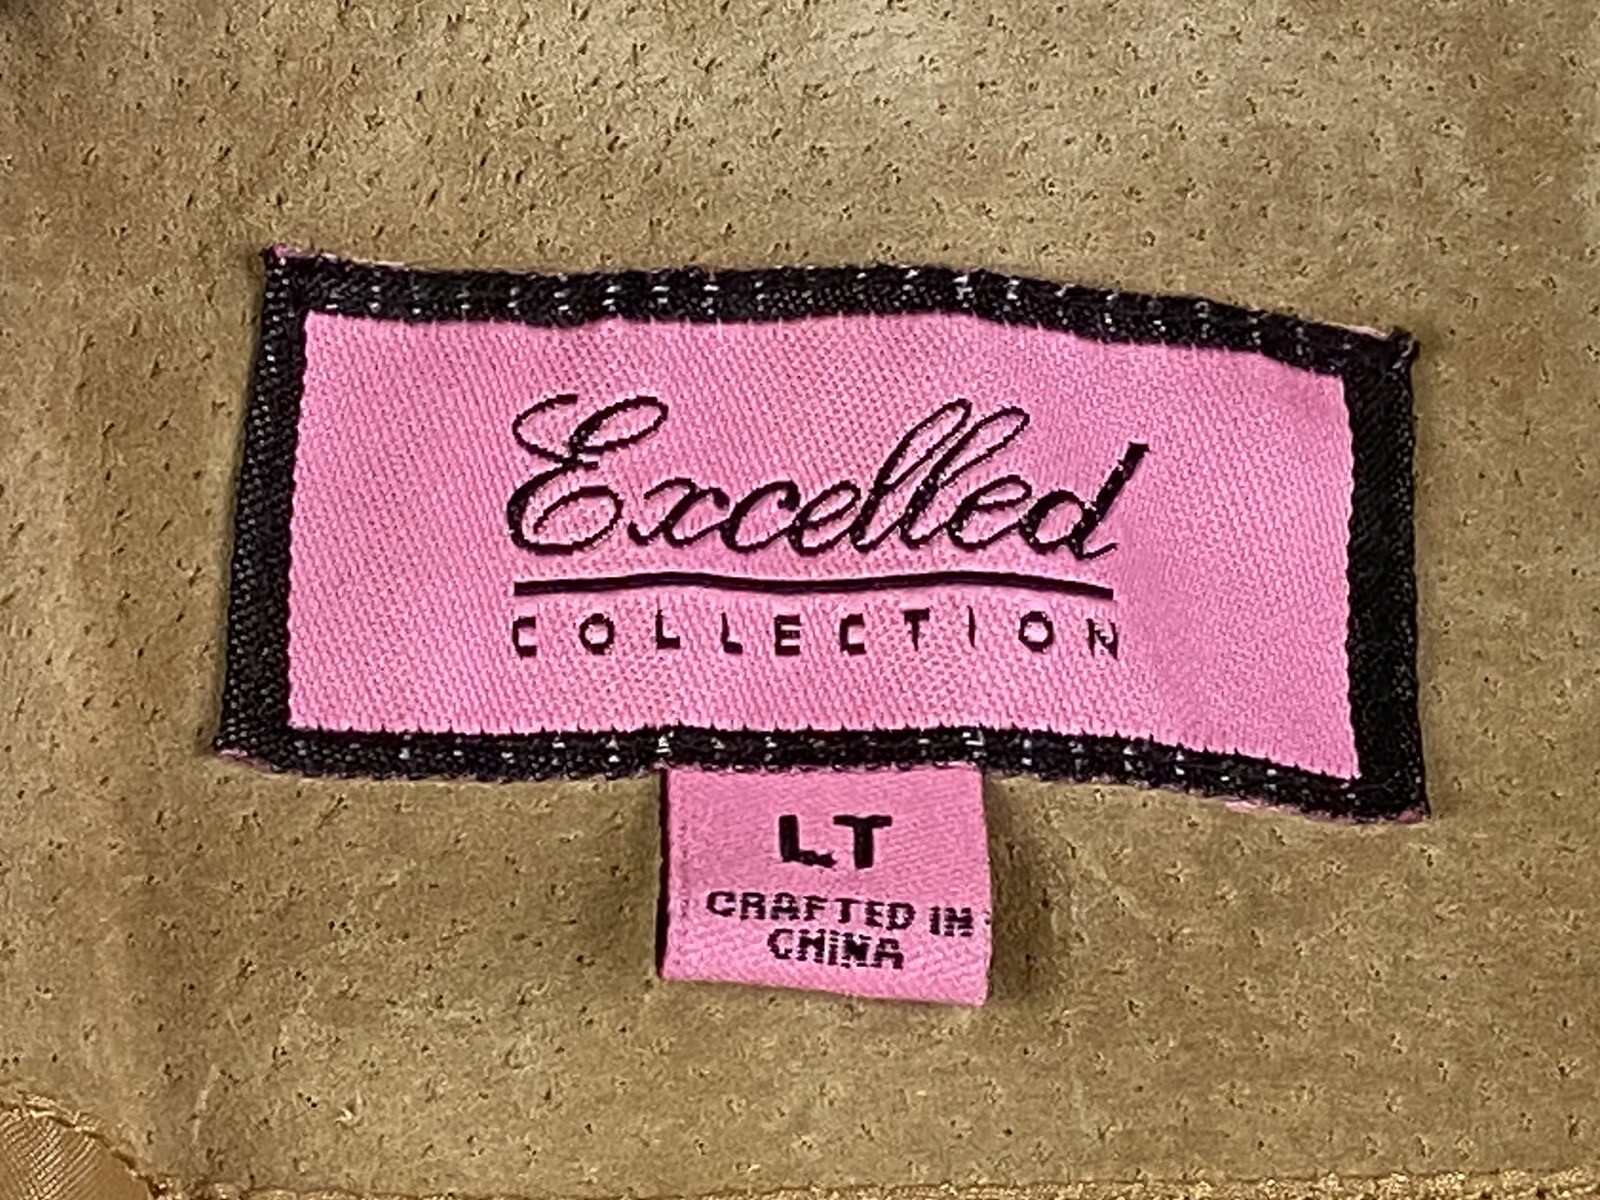 Excelled
COLLECTION
LT
CRAFTED IN
CHINA